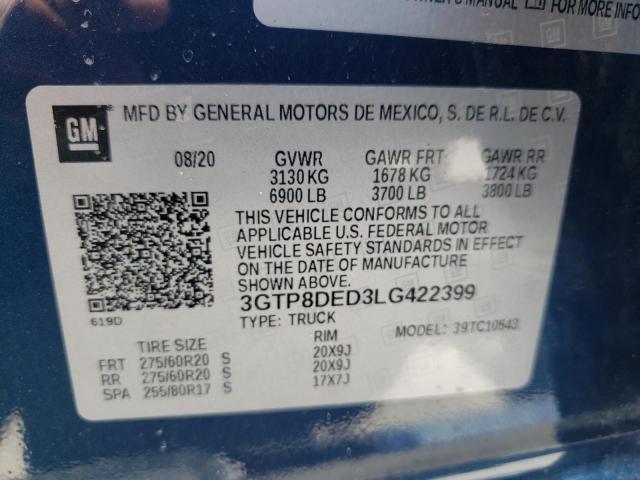 OWNER'S MANUAL FOR MORE INFO
GM
MFD BY GENERAL MOTORS DE MEXICO, S. DE R.L. DE C.V.
08/20 GVWR GAWR FRT GAWR RR
3130 KG 1678 KG 1724 KG
6900 LB 3700 LB 3800 LB
THIS VEHICLE CONFORMS TO ALL
APPLICABLE U.S. FEDERAL MOTOR
VEHICLE SAFETY STANDARDS IN EFFECT
ON THE DATE OF MANUFACTURE
SHOWN ABOVE.
3GTP8DED3LG422399
619D
TYPE: TRUCK MODEL: 39TC10543
TIRE SIZE RIM
FRT 275/60R20 S 20X9J
RR 275/60R20 S 20X9J
SPA 255/80R17 S 17X7J